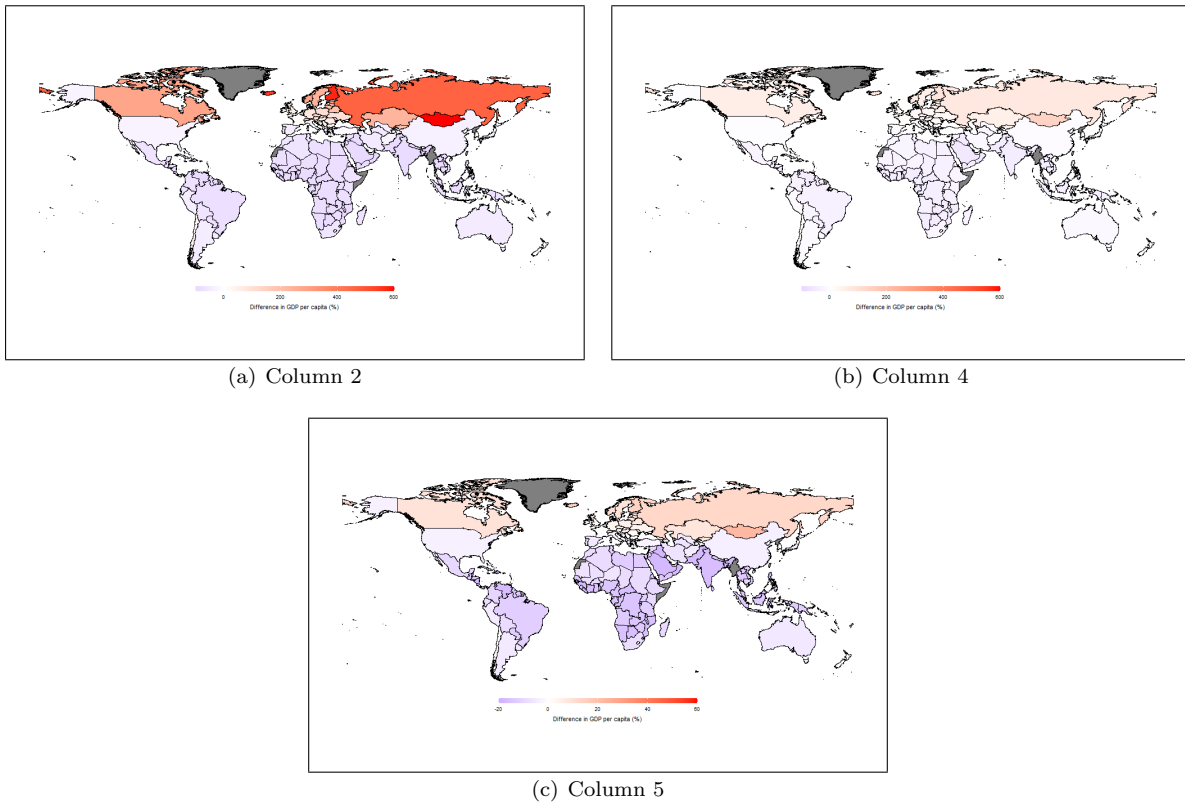 0 200 400 600
Difference in GDP per capita (%)
(a) Column 2
0 200 400 600
Difference in GDP per capita (%)
(b) Column 4
-20 0 20 40 60
Difference in GDP per capita (%)
(c) Column 5